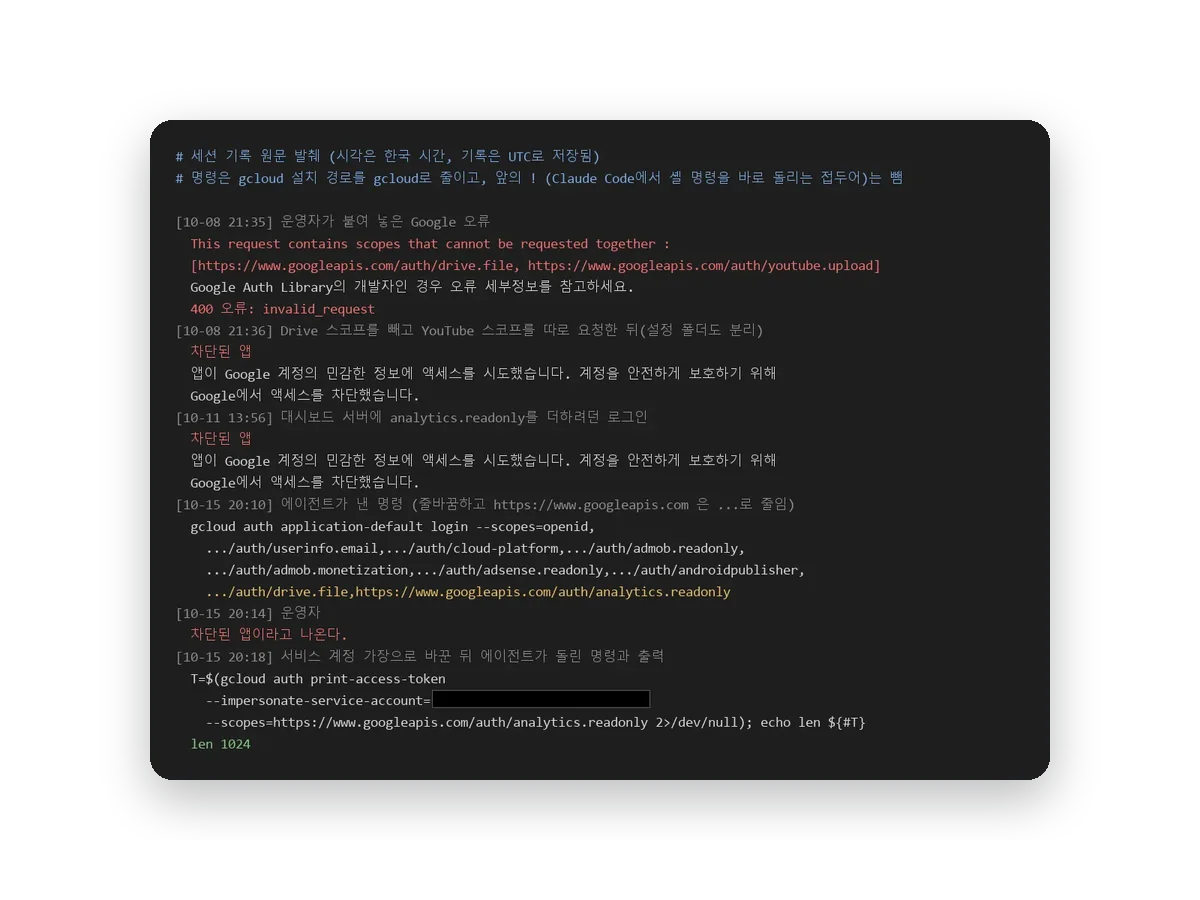 # 세션 기록 원문 발췌 (시각은 한국 시간, 기록은 UTC로 저장됨)
# 명령은 gcloud 설치 경로를 gcloud로 줄이고, 앞의 ! (Claude Code에서 셸 명령을 바로 돌리는 접두어)는 뺌
[10-08 21:35] 운영자가 붙여 넣은 Google 오류
This request contains scopes that cannot be requested together :
[https://www.googleapis.com/auth/drive.file, https://www.googleapis.com/auth/youtube.upload]
Google Auth Library의 개발자인 경우 오류 세부정보를 참고하세요.
400 오류: invalid_request
[10-08 21:36] Drive 스코프를 빼고 YouTube 스코프를 따로 요청한 뒤(설정 폴더도 분리)
차단된 앱
앱이 Google 계정의 민감한 정보에 액세스를 시도했습니다. 계정을 안전하게 보호하기 위해
Google에서 액세스를 차단했습니다.
[10-11 13:56] 대시보드 서버에 analytics.readonly를 더하려던 로그인
차단된 앱
앱이 Google 계정의 민감한 정보에 액세스를 시도했습니다. 계정을 안전하게 보호하기 위해
Google에서 액세스를 차단했습니다.
[10-15 20:10] 에이전트가 낸 명령 (줄바꿈하고 https://www.googleapis.com 은 ...로 줄임)
gcloud auth application-default login --scopes=openid,
.../auth/userinfo.email,.../auth/cloud-platform,.../auth/admob.readonly,
.../auth/admob.monetization,.../auth/adsense.readonly,.../auth/androidpublisher,
.../auth/drive.file,https://www.googleapis.com/auth/analytics.readonly
[10-15 20:14] 운영자
차단된 앱이라고 나온다.
[10-15 20:18] 서비스 계정 가장으로 바꾼 뒤 에이전트가 돌린 명령과 출력
T=$(gcloud auth print-access-token
--impersonate-service-account=
--scopes=https://www.googleapis.com/auth/analytics.readonly 2>/dev/null); echo len ${#T}
len 1024